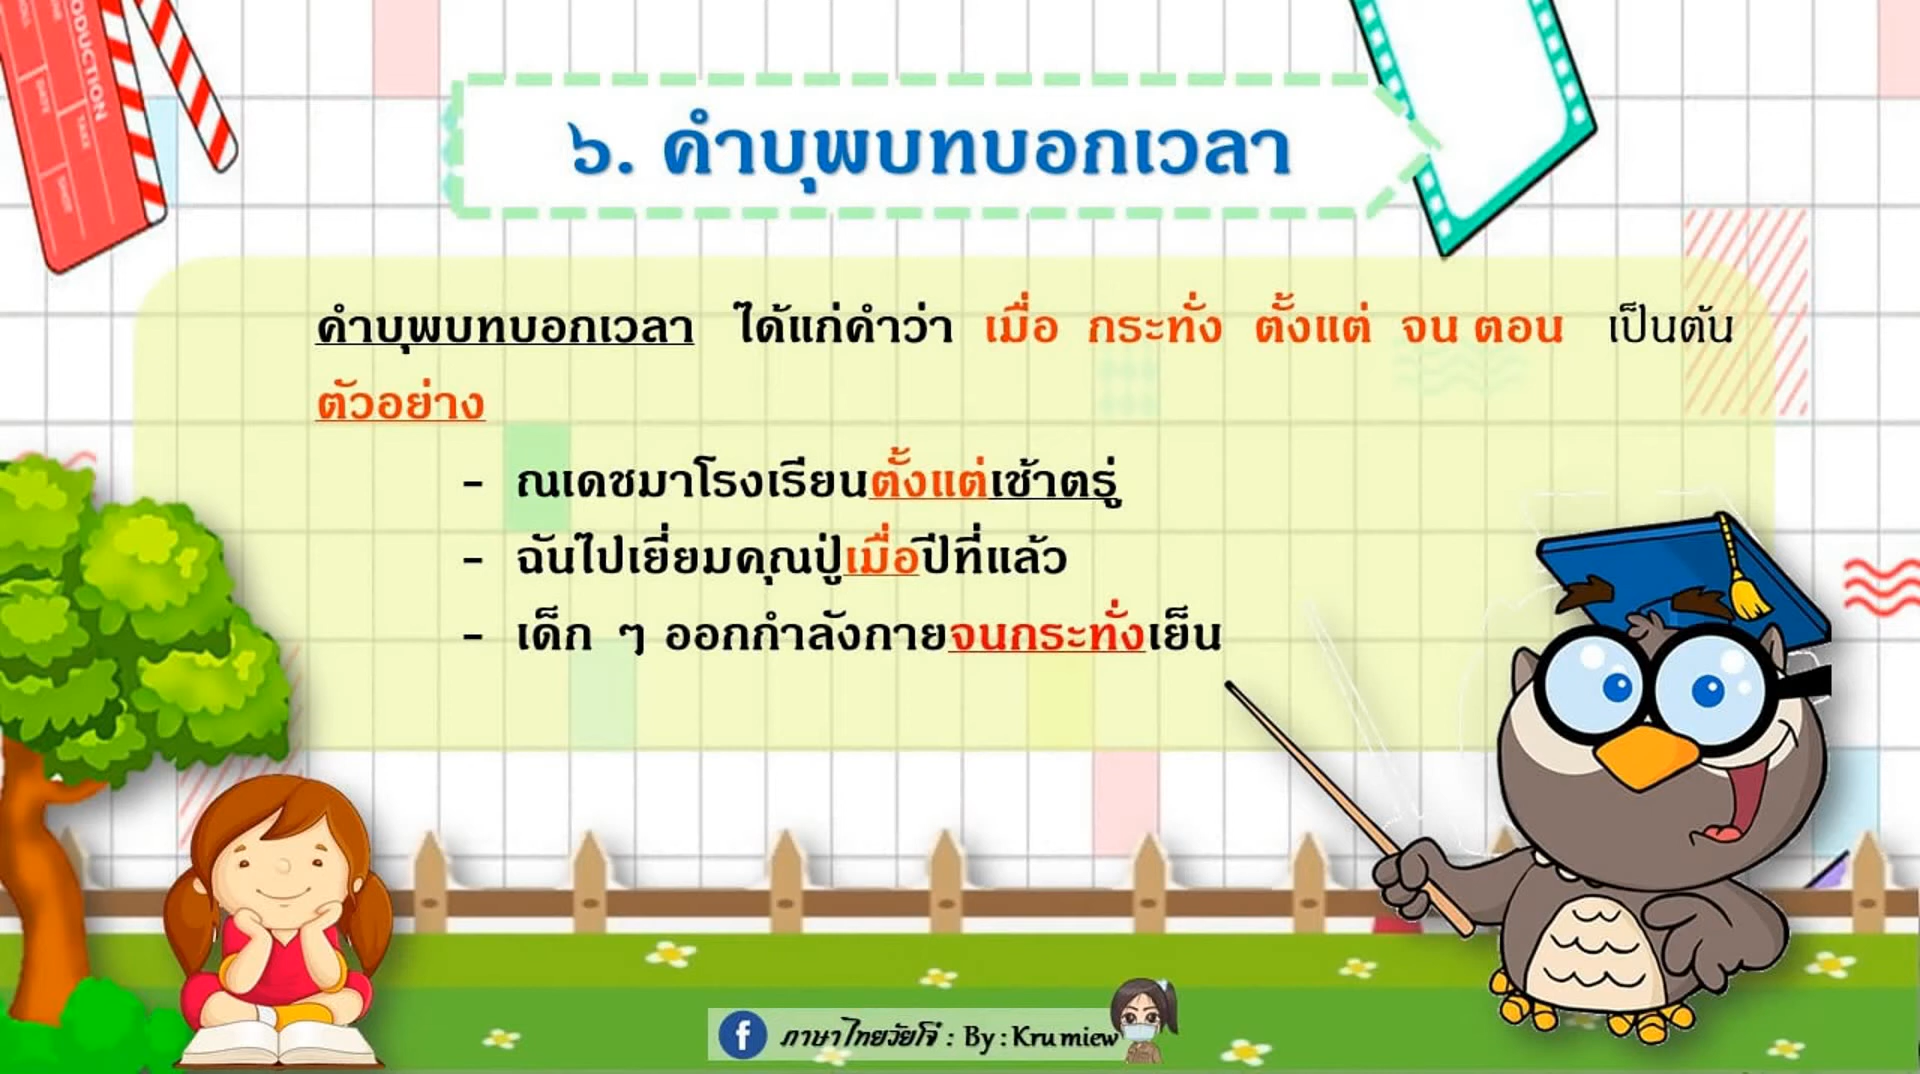 PRODUCTION
DATE
TAKE
๖. คำบุพบทบอกเวลา
คำบุพบทบอกเวลา ได้แก่คำว่า เมื่อ กระทั่ง ตั้งแต่ จน ตอน เป็นต้น
ตัวอย่าง
- ณเดชมาโรงเรียนตั้งแต่เช้าตรู่
- ฉันไปเยี่ยมคุณปู่เมื่อปีที่แล้ว
- เด็ก ๆ ออกกำลังกายจนกระทั่งเย็น
f ภาษาไทยวัยโจ๋ : By : Kru miew